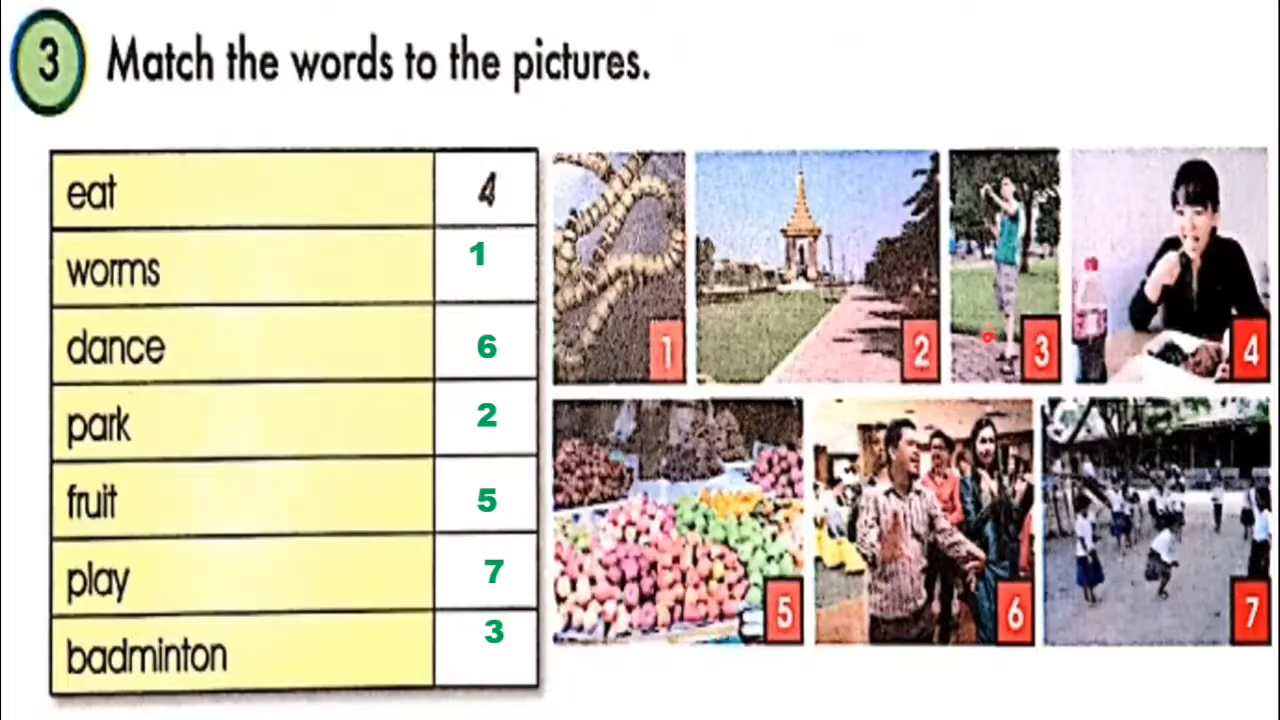 3 Match the words to the pictures.
eat 4
worms 1
dance 6
park 2
fruit 5
play 7
badminton 3
1 2 3 4
5 6 7